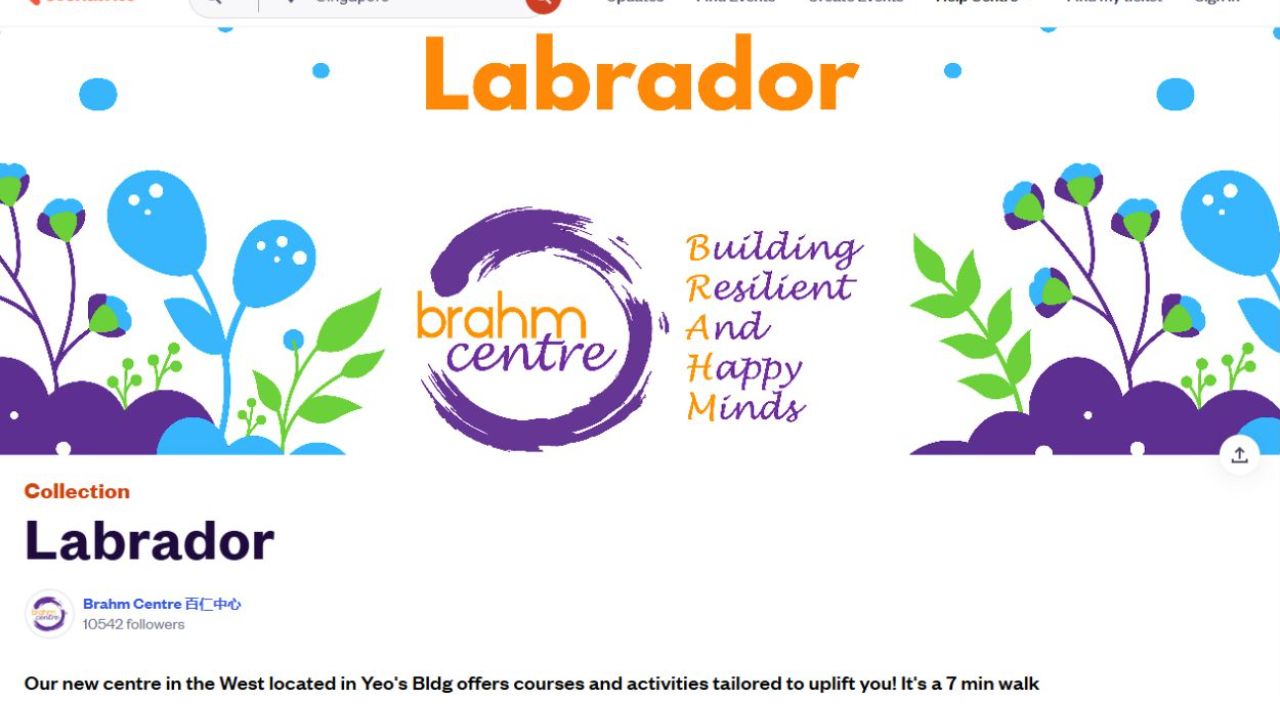 Labrador
Building
Resilient
And
Happy
Minds
brahm
centre
Collection
Labrador
brahm
centre
Brahm Centre 百仁中心
10542 followers
Our new centre in the West located in Yeo's Bldg offers courses and activities tailored to uplift you! It's a 7 min walk